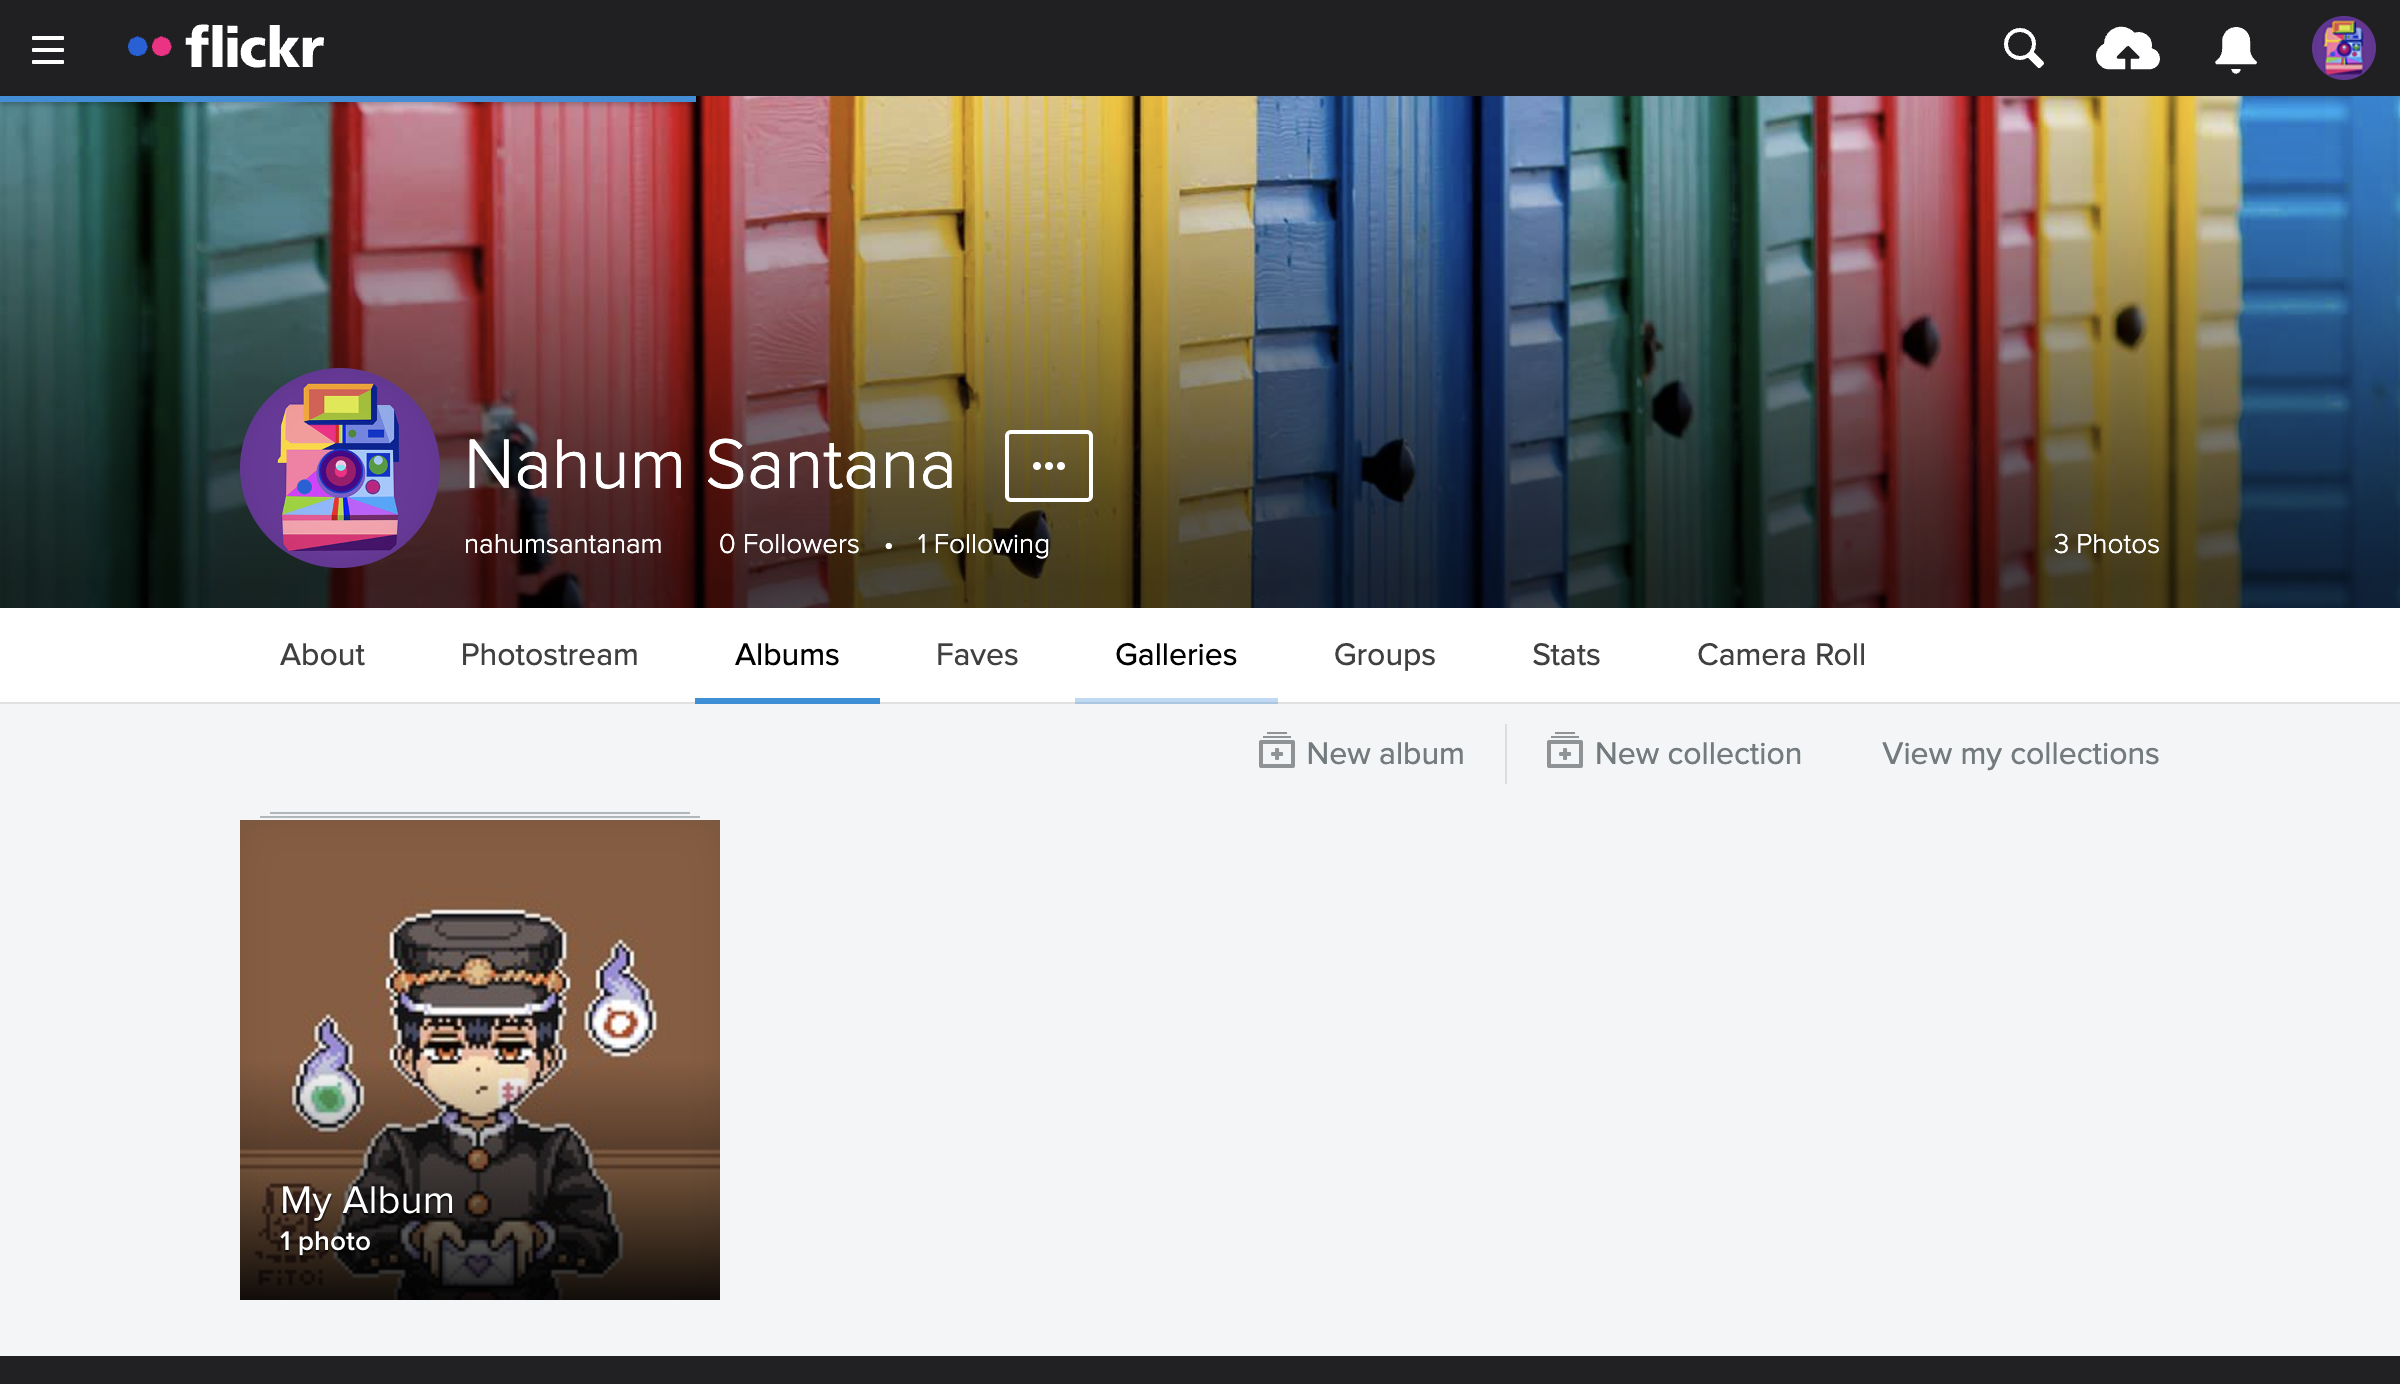 flickr
Nahum Santana
nahumsantanam 0 Followers • 1 Following
3 Photos
About Photostream Albums Faves Galleries Groups Stats Camera Roll
New album New collection View my collections
My Album
1 photo
FiTOi